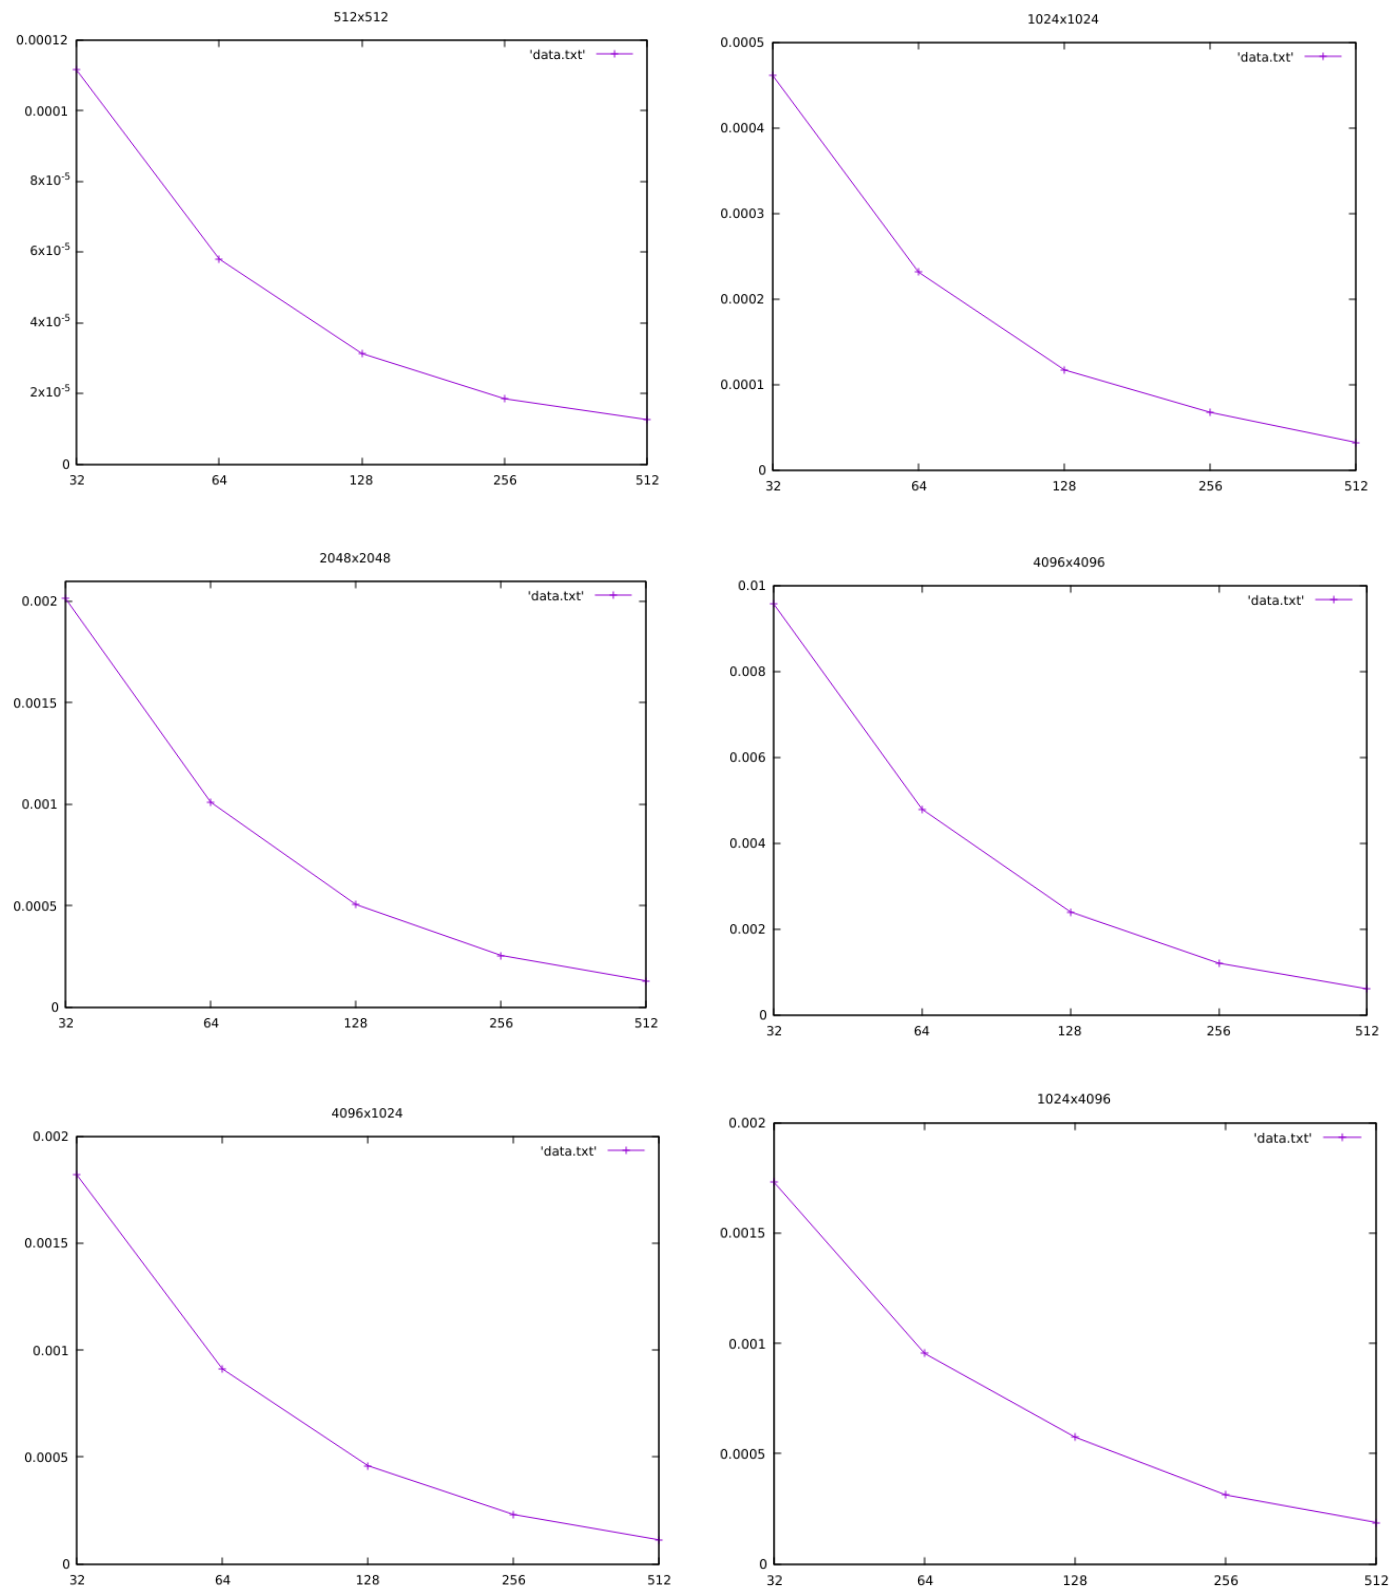 512x512
0.00012
0.0001
8x10⁻⁵
6x10⁻⁵
4x10⁻⁵
2x10⁻⁵
0
32 64 128 256 512
'data.txt'
1024x1024
0.0005
0.0004
0.0003
0.0002
0.0001
0
32 64 128 256 512
'data.txt'
2048x2048
0.002
0.0015
0.001
0.0005
0
32 64 128 256 512
'data.txt'
4096x4096
0.01
0.008
0.006
0.004
0.002
0
32 64 128 256 512
'data.txt'
4096x1024
0.002
0.0015
0.001
0.0005
0
32 64 128 256 512
'data.txt'
1024x4096
0.002
0.0015
0.001
0.0005
0
32 64 128 256 512
'data.txt'